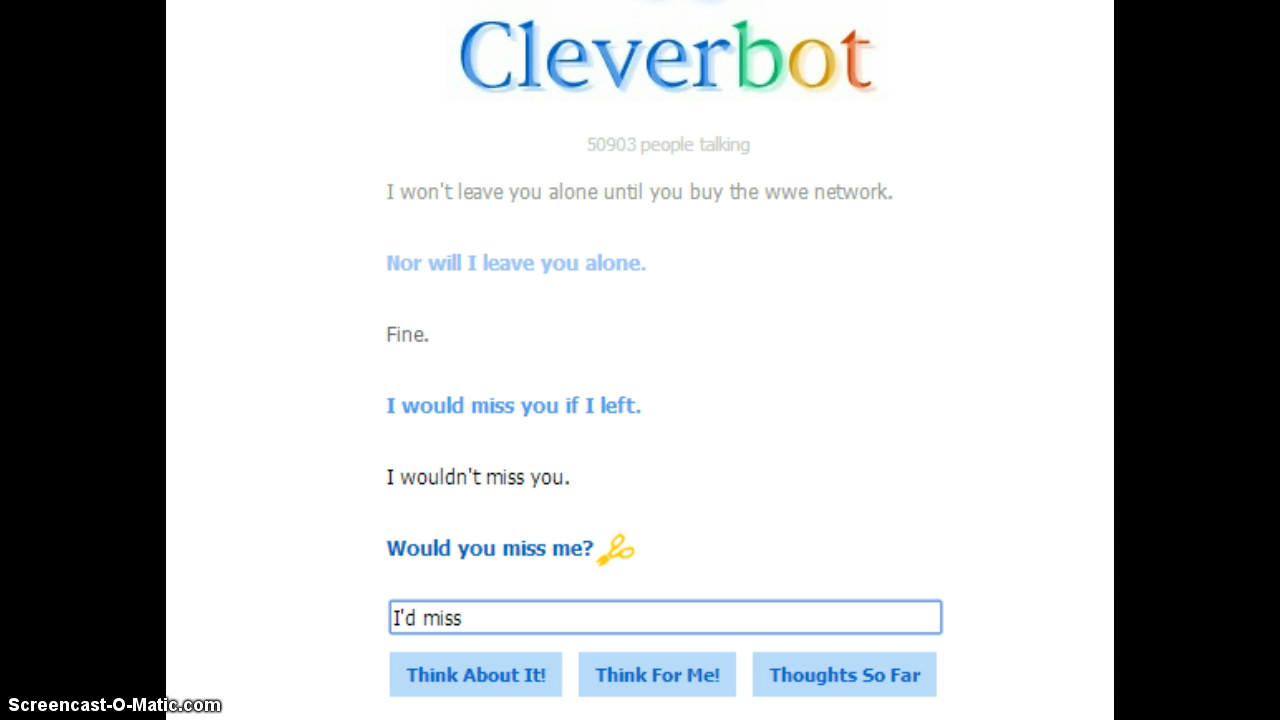 Cleverbot
50903 people talking
I won't leave you alone until you buy the wwe network.
Nor will I leave you alone.
Fine.
I would miss you if I left.
I wouldn't miss you.
Would you miss me?
I'd miss
Think About It! Think For Me! Thoughts So Far
Screencast-O-Matic.com